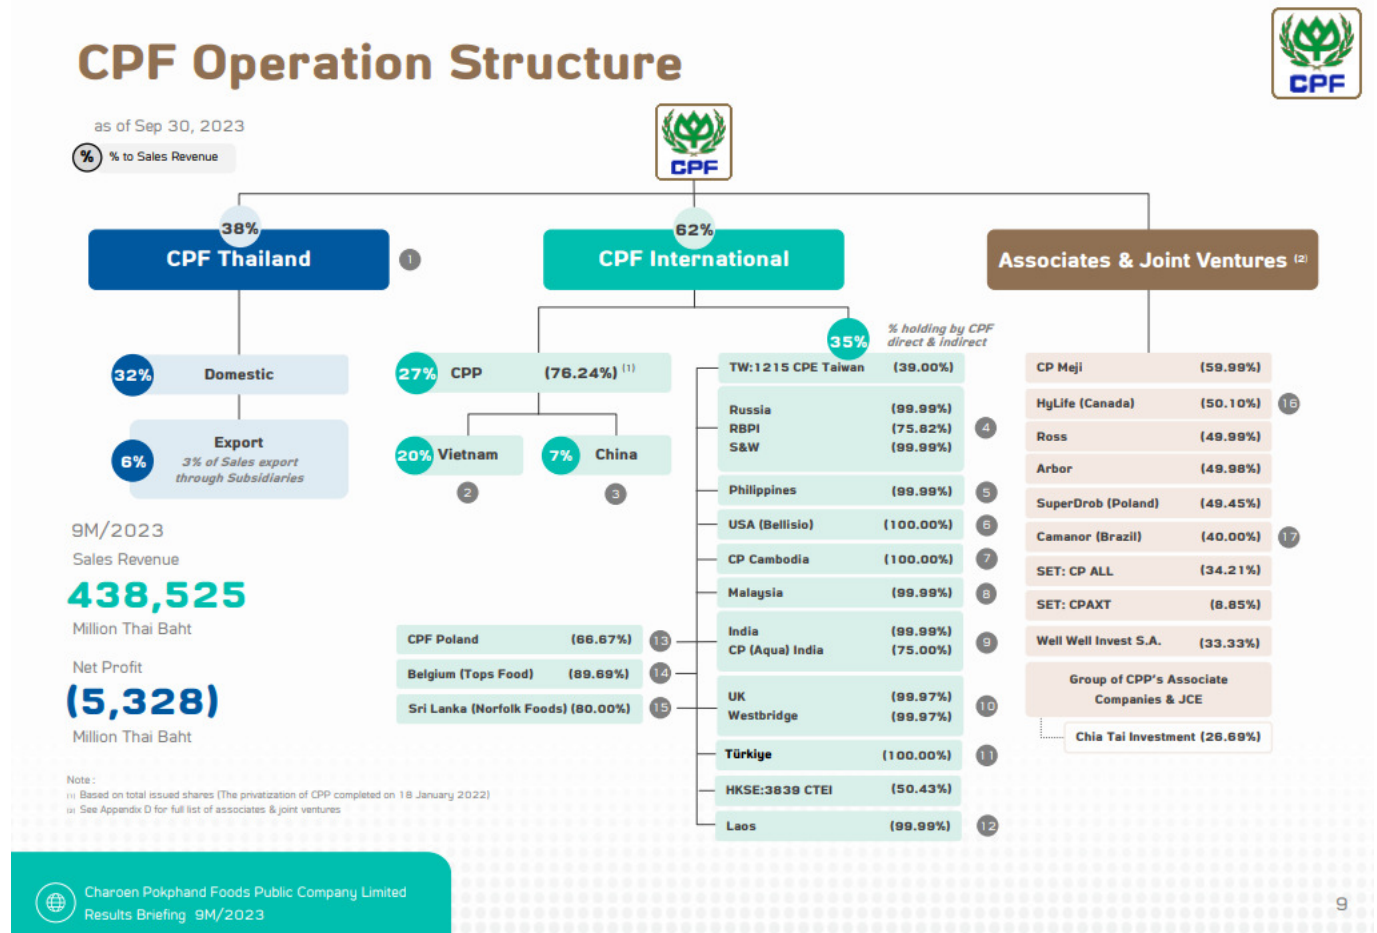 CPF Operation Structure
CPF
as of Sep 30, 2023
% % to Sales Revenue
CPF
38%
CPF Thailand
1
62%
CPF International
Associates & Joint Ventures (2)
32% Domestic
6% Export
3% of Sales export
through Subsidiaries
9M/2023
Sales Revenue
438,525
Million Thai Baht
Net Profit
(5,328)
Million Thai Baht
27% CPP (76.24%) (1)
20% Vietnam
2
7% China
3
35%
% holding by CPF
direct & indirect
TW:1215 CPE Taiwan (39.00%)
Russia (99.99%)
RBPI (75.82%) 4
S&W (99.99%)
Philippines (99.99%) 5
USA (Bellisio) (100.00%) 6
CP Cambodia (100.00%) 7
Malaysia (99.99%) 8
India (99.99%)
CP (Aqua) India (75.00%) 9
UK (99.97%)
Westbridge (99.97%) 10
Türkiye (100.00%) 11
HKSE:3839 CTEI (50.43%)
Laos (99.99%) 12
CPF Poland (66.67%) 13
Belgium (Tops Food) (89.69%) 14
Sri Lanka (Norfolk Foods) (80.00%) 15
CP Meji (59.99%)
HyLife (Canada) (50.10%) 16
Ross (49.99%)
Arbor (49.98%)
SuperDrob (Poland) (49.45%)
Camanor (Brazil) (40.00%) 17
SET: CP ALL (34.21%)
SET: CPAXT (8.85%)
Well Well Invest S.A. (33.33%)
Group of CPP's Associate
Companies & JCE
Chia Tai Investment (26.69%)
Note :
(1) Based on total issued shares (The privatization of CPP completed on 18 January 2022)
(2) See Appendix D for full list of associates & joint ventures
Charoen Pokphand Foods Public Company Limited
Results Briefing 9M/2023
9